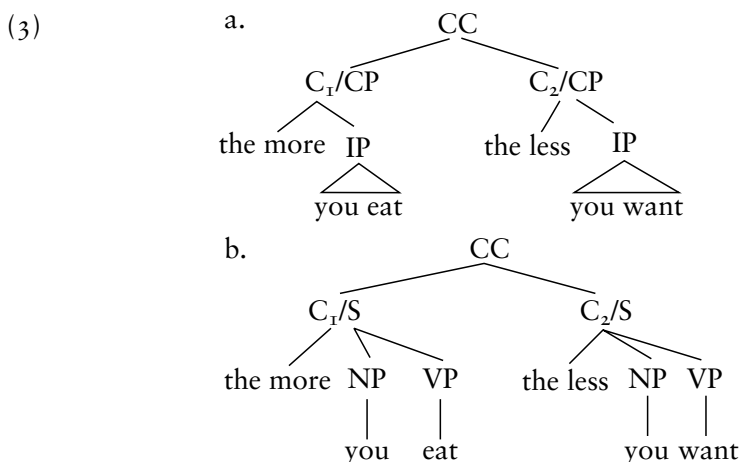 (3) a. CC
C₁/CP C₂/CP
the more IP the less IP
you eat you want
b. CC
C₁/S C₂/S
the more NP VP the less NP VP
you eat you want